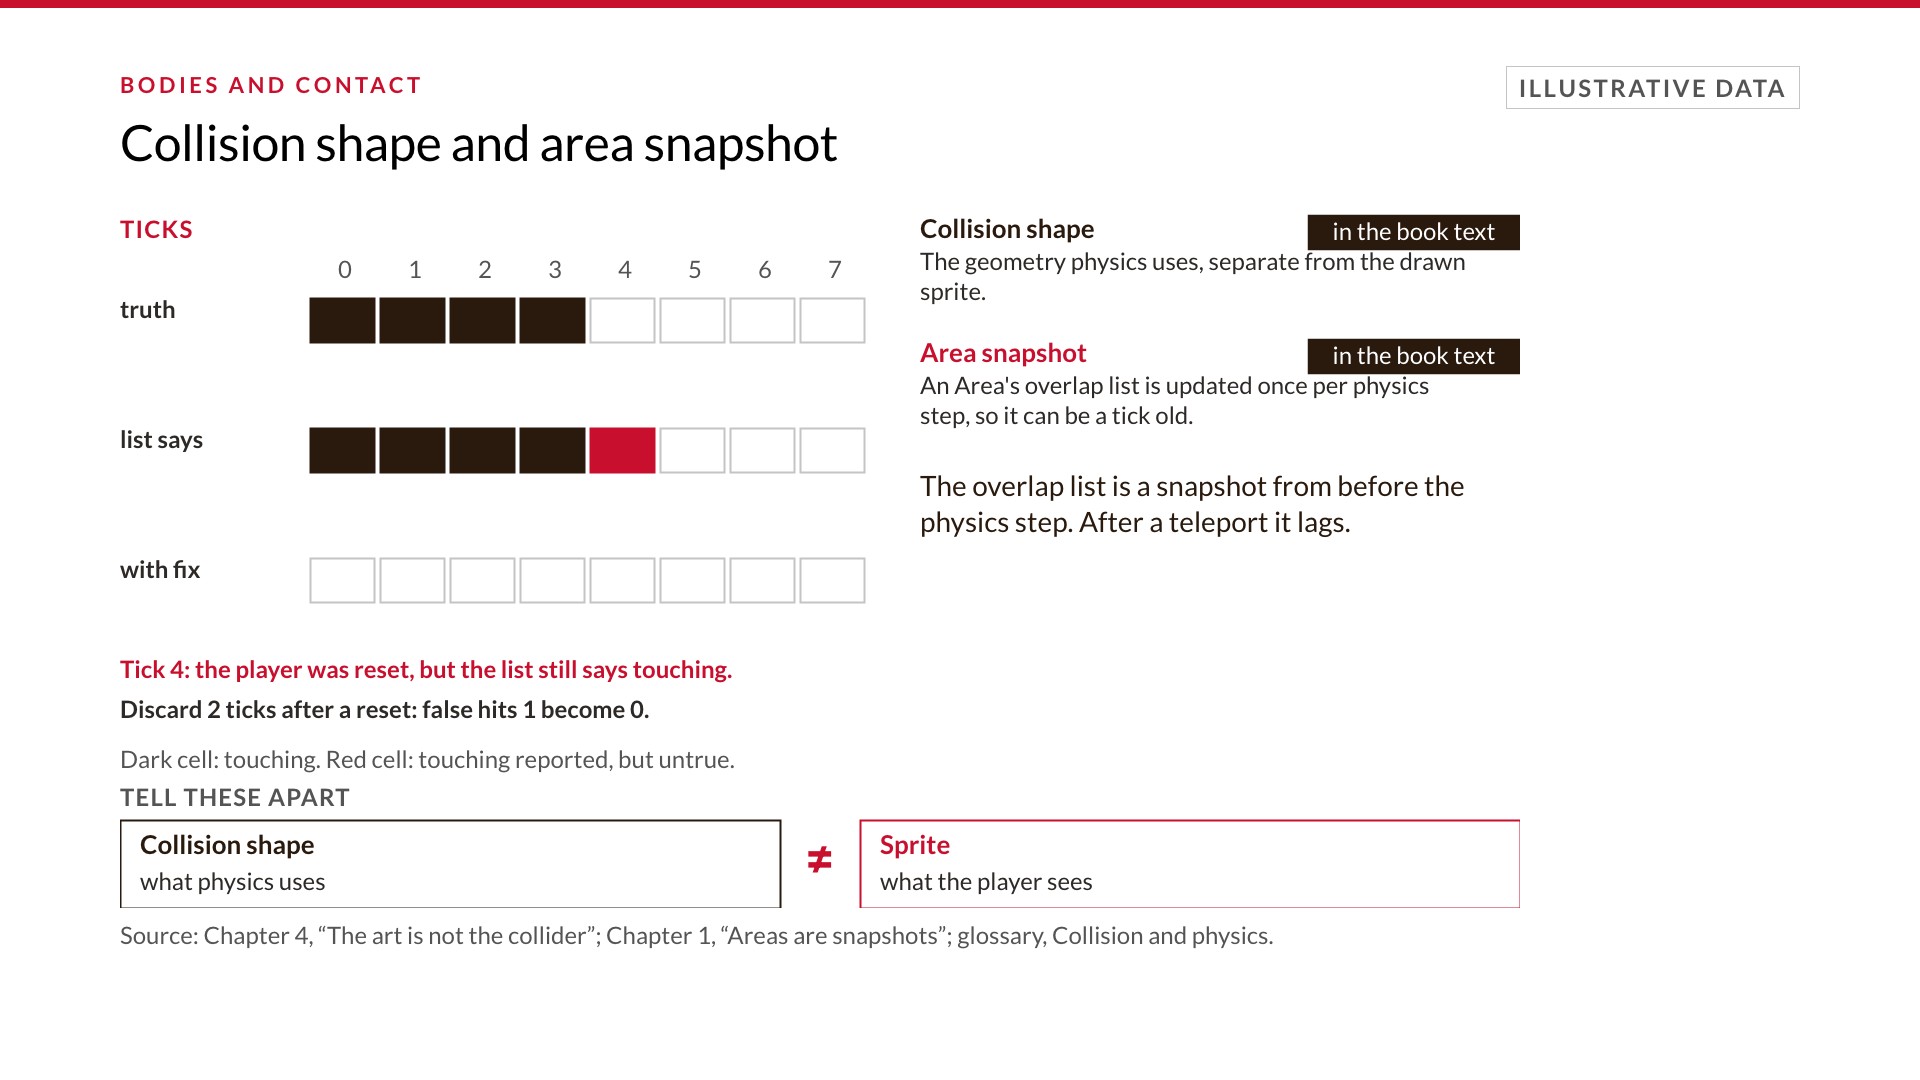 BODIES AND CONTACT
ILLUSTRATIVE DATA
Collision shape and area snapshot
TICKS
0 1 2 3 4 5 6 7
truth
list says
with fix
Collision shape
in the book text
The geometry physics uses, separate from the drawn
sprite.
Area snapshot
in the book text
An Area's overlap list is updated once per physics
step, so it can be a tick old.
The overlap list is a snapshot from before the
physics step. After a teleport it lags.
Tick 4: the player was reset, but the list still says touching.
Discard 2 ticks after a reset: false hits 1 become 0.
Dark cell: touching. Red cell: touching reported, but untrue.
TELL THESE APART
Collision shape
what physics uses
≠
Sprite
what the player sees
Source: Chapter 4, “The art is not the collider”; Chapter 1, “Areas are snapshots”; glossary, Collision and physics.